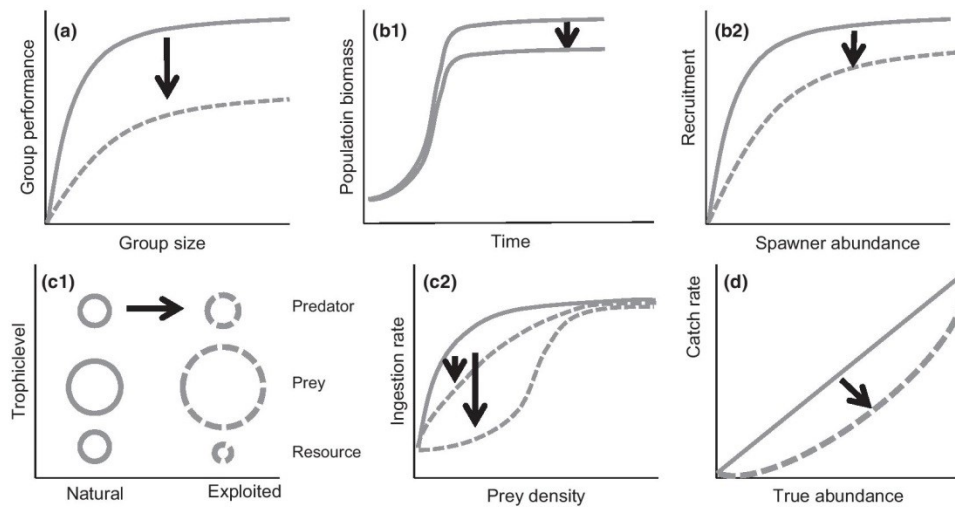 (a)
Group performance
Group size
(b1)
Populatoin biomass
Time
(b2)
Recruitment
Spawner abundance
(c1)
Trophiclevel
Predator
Prey
Resource
Natural
Exploited
(c2)
Ingestion rate
Prey density
(d)
Catch rate
True abundance